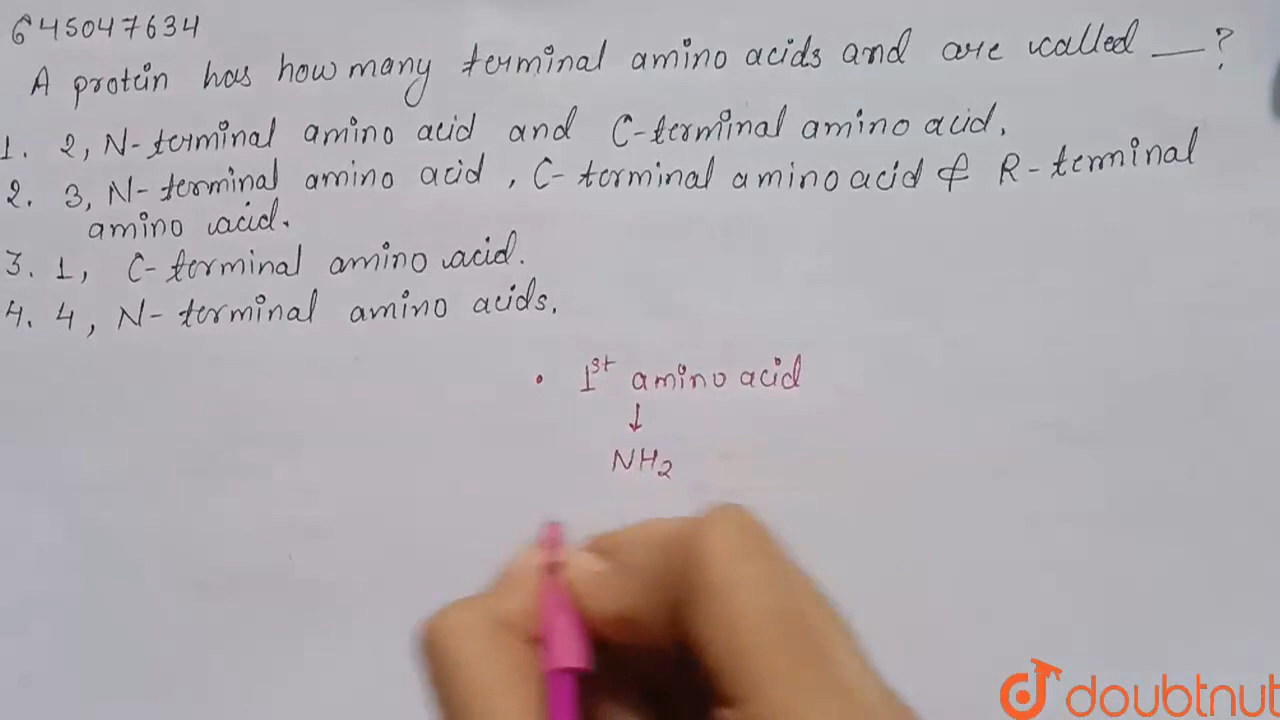 645047634
A protein has how many terminal amino acids and are called __?
1. 2, N-terminal amino acid and C-terminal amino acid.
2. 3, N-terminal amino acid, C-terminal amino acid & R-terminal
amino acid.
3. 1, C-terminal amino acid.
4. 4, N-terminal amino acids.
• 1st amino acid
↓
NH2
doubtnut